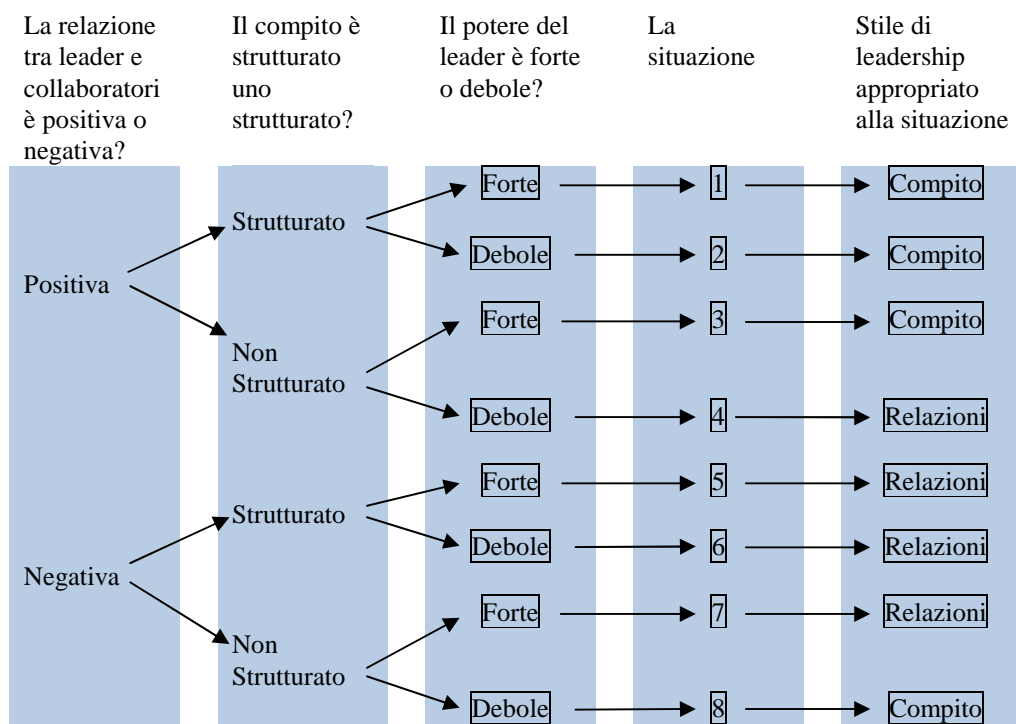 La relazione
tra leader e
collaboratori
è positiva o
negativa?
Il compito è
strutturato
uno
strutturato?
Il potere del
leader è forte
o debole?
La
situazione
Stile di
leadership
appropriato
alla situazione
Positiva
Strutturato
Forte
1
Compito
Debole
2
Compito
Non
Strutturato
Forte
3
Compito
Debole
4
Relazioni
Negativa
Strutturato
Forte
5
Relazioni
Debole
6
Relazioni
Non
Strutturato
Forte
7
Relazioni
Debole
8
Compito